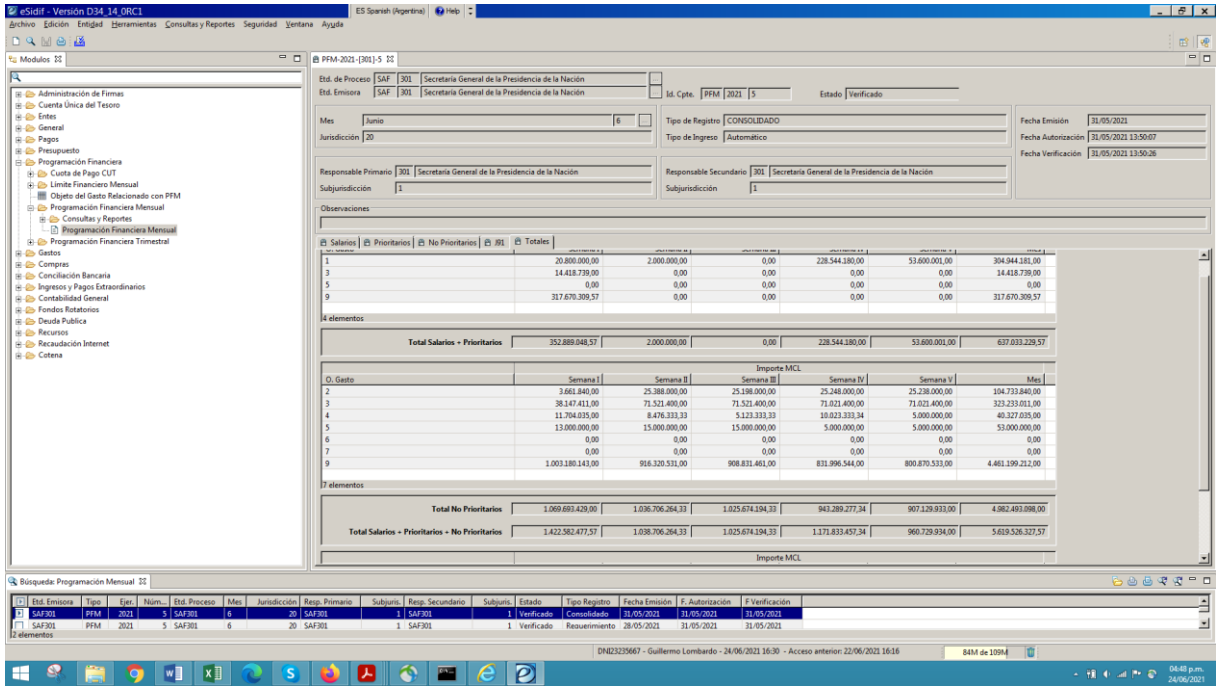 eSidif - Versión D34_14_0RC1
ES Spanish (Argentina) Help
Archivo Edición Entidad Herramientas Consultas y Reportes Seguridad Ventana Ayuda
Modulos
Administración de Firmas
Cuenta Única del Tesoro
Entes
General
Pagos
Presupuesto
Programación Financiera
Cuota de Pago CUT
Límite Financiero Mensual
Objeto del Gasto Relacionado con PFM
Programación Financiera Mensual
Consultas y Reportes
Programación Financiera Mensual
Programación Financiera Trimestral
Gastos
Compras
Conciliación Bancaria
Ingresos y Pagos Extraordinarios
Contabilidad General
Fondos Rotatorios
Deuda Publica
Recursos
Recaudación Internet
Cotena
PFM-2021-[301]-5
Etd. de Proceso SAF 301 Secretaría General de la Presidencia de la Nación ...
Etd. Emisora SAF 301 Secretaría General de la Presidencia de la Nación ... Id. Cpte. PFM 2021 5 Estado Verificado
Mes Junio 6 Tipo de Registro CONSOLIDADO Fecha Emisión 31/05/2021
Jurisdicción 20 Tipo de Ingreso Automático Fecha Autorización 31/05/2021 13:50:07
Fecha Verificación 31/05/2021 13:50:26
Responsable Primario 301 Secretaría General de la Presidencia de la Nación Responsable Secundario 301 Secretaría General de la Presidencia de la Nación
Subjurisdicción 1 Subjurisdicción 1
Observaciones
Salarios Prioritarios No Prioritarios J91 Totales
1 20.800.000,00 2.000.000,00 0,00 228.544.180,00 53.600.001,00 304.944.181,00
3 14.418.739,00 0,00 0,00 0,00 0,00 14.418.739,00
5 0,00 0,00 0,00 0,00 0,00 0,00
9 317.670.309,57 0,00 0,00 0,00 0,00 317.670.309,57
4 elementos
Total Salarios + Prioritarios 352.889.048,57 2.000.000,00 0,00 228.544.180,00 53.600.001,00 637.033.229,57
Importe MCL
O. Gasto Semana I Semana II Semana III Semana IV Semana V Mes
2 3.661.840,00 25.388.000,00 25.198.000,00 25.248.000,00 25.238.000,00 104.733.840,00
3 38.147.411,00 71.521.400,00 71.521.400,00 71.021.400,00 71.021.400,00 323.233.011,00
4 11.704.035,00 8.476.333,33 5.123.333,33 10.023.333,34 5.000.000,00 40.327.035,00
5 13.000.000,00 15.000.000,00 15.000.000,00 5.000.000,00 5.000.000,00 53.000.000,00
6 0,00 0,00 0,00 0,00 0,00 0,00
7 0,00 0,00 0,00 0,00 0,00 0,00
9 1.003.180.143,00 916.320.531,00 908.831.461,00 831.996.544,00 800.870.533,00 4.461.199.212,00
7 elementos
Total No Prioritarios 1.069.693.429,00 1.036.706.264,33 1.025.674.194,33 943.289.277,34 907.129.933,00 4.982.493.098,00
Total Salarios + Prioritarios + No Prioritarios 1.422.582.477,57 1.038.706.264,33 1.025.674.194,33 1.171.833.457,34 960.729.934,00 5.619.526.327,57
Importe MCL
Búsqueda: Programación Mensual
Etd. Emisora Tipo Ejer. Núm... Etd. Proceso Mes Jurisdicción Resp. Primario Subjuris. Resp. Secundario Subjuris. Estado Tipo Registro Fecha Emisión F. Autorización F Verificación
SAF301 PFM 2021 5 SAF301 6 20 SAF301 1 SAF301 1 Verificado Consolidado 31/05/2021 31/05/2021 31/05/2021
SAF301 PFM 2021 5 SAF301 6 20 SAF301 1 SAF301 1 Verificado Requerimiento 28/05/2021 31/05/2021 31/05/2021
2 elementos
DNI23235667 - Guillermo Lombardo - 24/06/2021 16:30 - Acceso anterior: 22/06/2021 16:16 84M de 109M
04:48 p.m.
24/06/2021